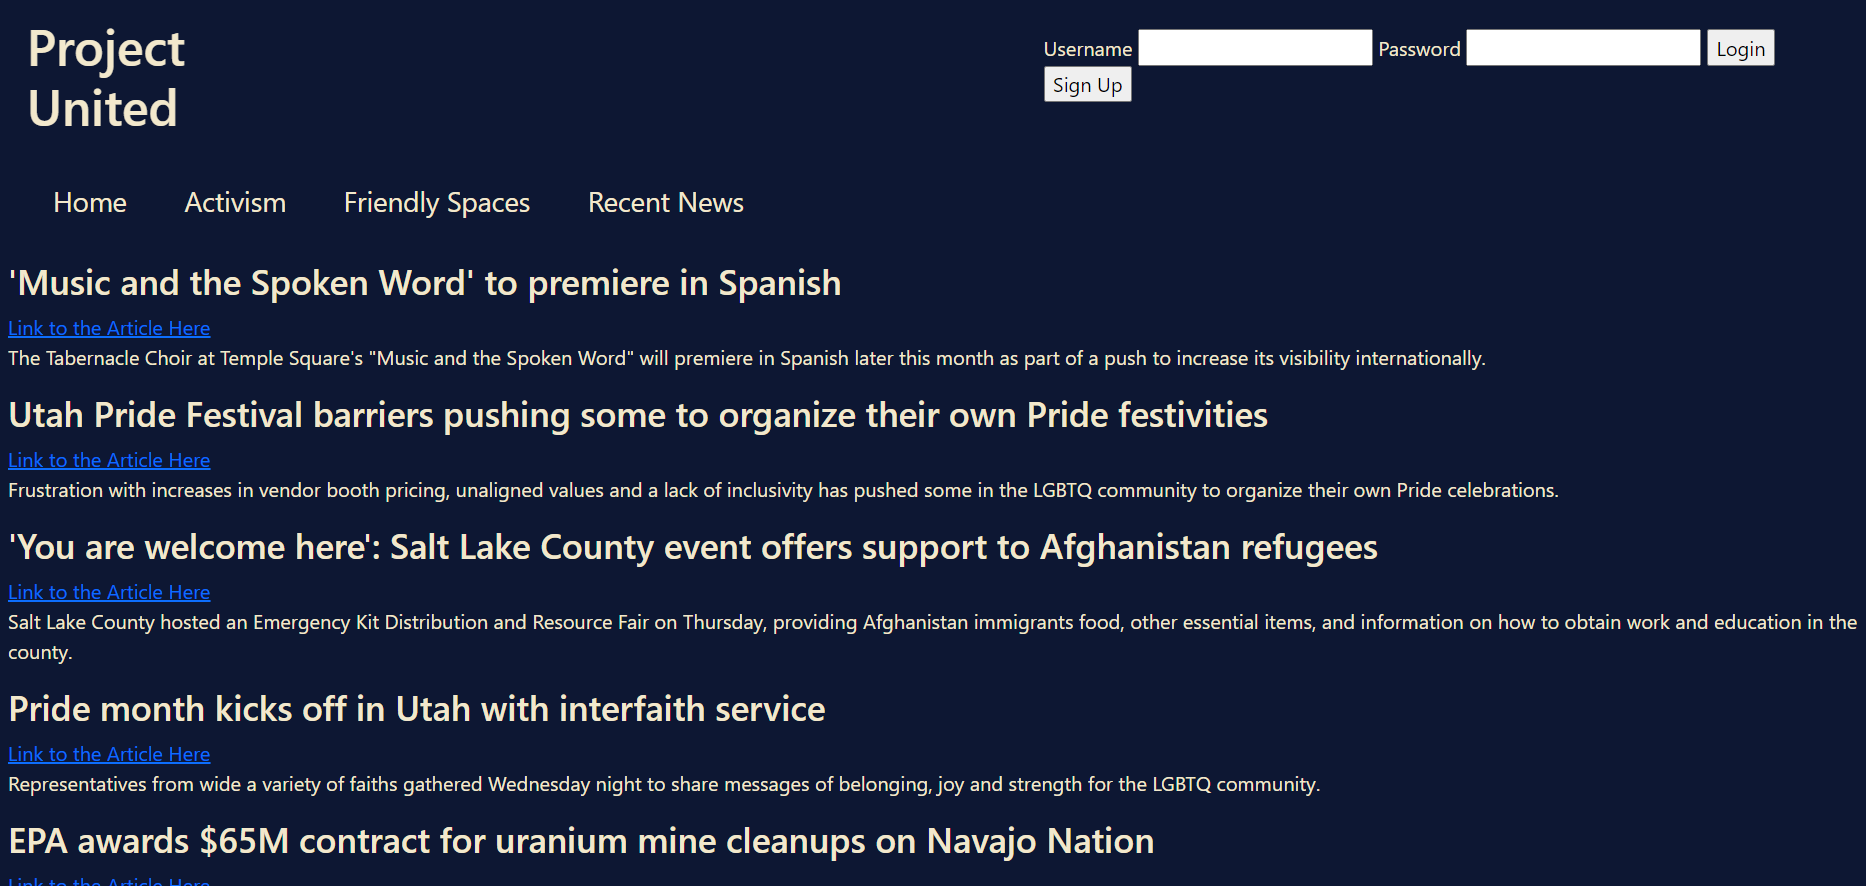 Project
United
Username Password Login
Sign Up
Home Activism Friendly Spaces Recent News
'Music and the Spoken Word' to premiere in Spanish
Link to the Article Here
The Tabernacle Choir at Temple Square's "Music and the Spoken Word" will premiere in Spanish later this month as part of a push to increase its visibility internationally.
Utah Pride Festival barriers pushing some to organize their own Pride festivities
Link to the Article Here
Frustration with increases in vendor booth pricing, unaligned values and a lack of inclusivity has pushed some in the LGBTQ community to organize their own Pride celebrations.
'You are welcome here': Salt Lake County event offers support to Afghanistan refugees
Link to the Article Here
Salt Lake County hosted an Emergency Kit Distribution and Resource Fair on Thursday, providing Afghanistan immigrants food, other essential items, and information on how to obtain work and education in the
county.
Pride month kicks off in Utah with interfaith service
Link to the Article Here
Representatives from wide a variety of faiths gathered Wednesday night to share messages of belonging, joy and strength for the LGBTQ community.
EPA awards $65M contract for uranium mine cleanups on Navajo Nation
Link to the Article Here